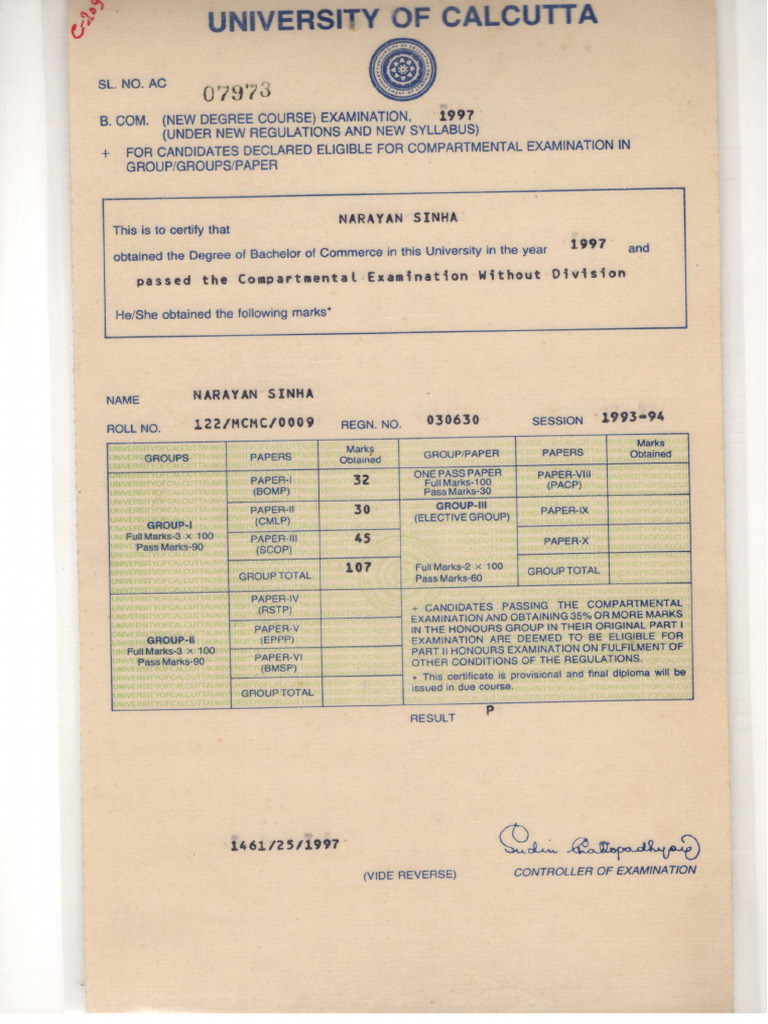 C-209
UNIVERSITY OF CALCUTTA
SL. NO. AC 07973
B. COM. (NEW DEGREE COURSE) EXAMINATION, 1997
(UNDER NEW REGULATIONS AND NEW SYLLABUS)
+ FOR CANDIDATES DECLARED ELIGIBLE FOR COMPARTMENTAL EXAMINATION IN
GROUP/GROUPS/PAPER
This is to certify that NARAYAN SINHA
obtained the Degree of Bachelor of Commerce in this University in the year 1997 and
passed the Compartmental Examination Without Division
He/She obtained the following marks*
NAME NARAYAN SINHA
ROLL NO. 122/MCMC/0009 REGN. NO. 030630 SESSION 1993-94
GROUPS PAPERS Marks Obtained GROUP/PAPER PAPERS Marks Obtained
GROUP-I
Full Marks-3 × 100
Pass Marks-90
PAPER-I (BOMP) 32
PAPER-II (CMLP) 30
PAPER-III (SCOP) 45
GROUP TOTAL 107
ONE PASS PAPER
Full Marks-100
Pass Marks-30
PAPER-VIII (PACP)
GROUP-III
(ELECTIVE GROUP)
PAPER-IX
PAPER-X
Full Marks-2 × 100
Pass Marks-60
GROUP TOTAL
GROUP-II
Full Marks-3 × 100
Pass Marks-90
PAPER-IV (RSTP)
PAPER-V (EPPP)
PAPER-VI (BMSP)
GROUP TOTAL
+ CANDIDATES PASSING THE COMPARTMENTAL
EXAMINATION AND OBTAINING 35% OR MORE MARKS
IN THE HONOURS GROUP IN THEIR ORIGINAL PART I
EXAMINATION ARE DEEMED TO BE ELIGIBLE FOR
PART II HONOURS EXAMINATION ON FULFILMENT OF
OTHER CONDITIONS OF THE REGULATIONS.
* This certificate is provisional and final diploma will be
issued in due course.
RESULT P
1461/25/1997
Sudin Chattopadhyay
(VIDE REVERSE) CONTROLLER OF EXAMINATION